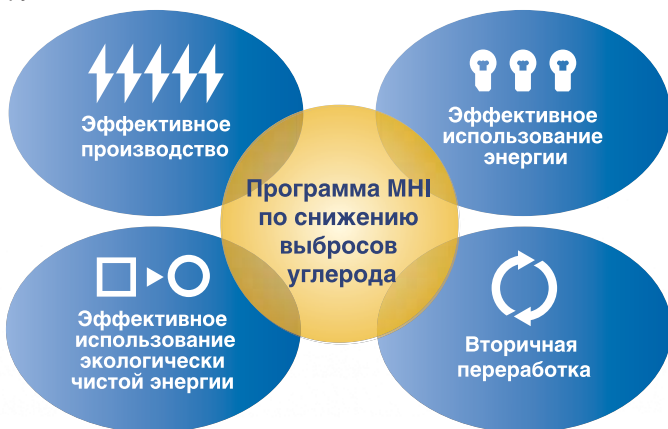 Эффективное
производство
Эффективное
использование
энергии
Программа MHI
по снижению
выбросов
углерода
Эффективное
использование
экологически
чистой энергии
Вторичная
переработка